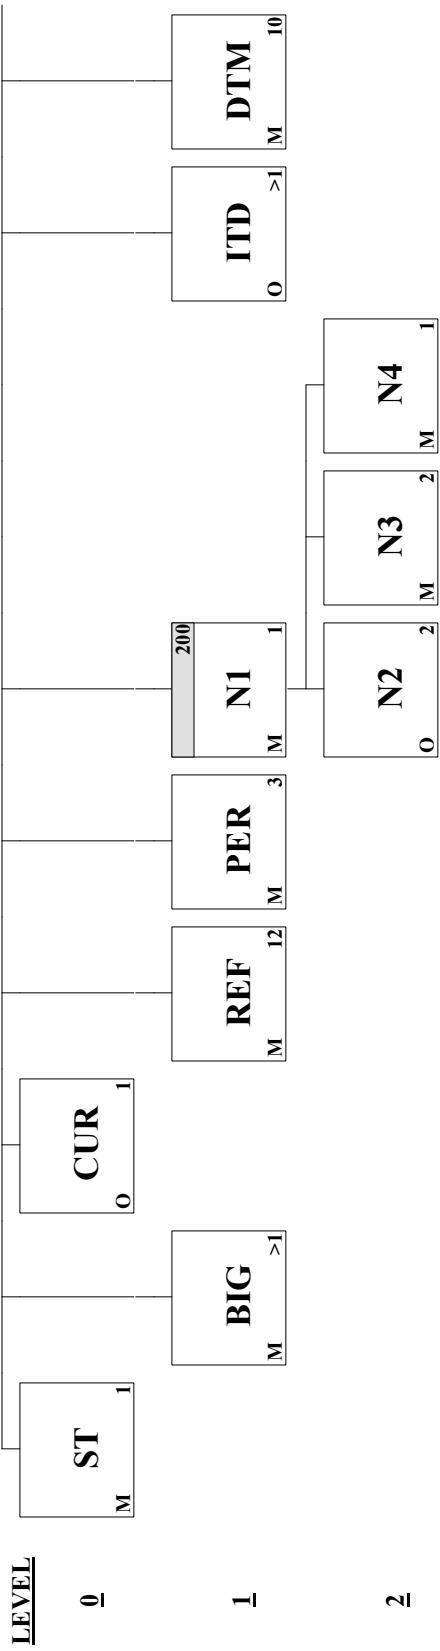 LEVEL
0
ST
M 1
CUR
O 1
1
BIG
M >1
REF
M 12
PER
M 3
200
N1
M 1
ITD
O >1
DTM
M 10
2
N2
O 2
N3
M 2
N4
M 1